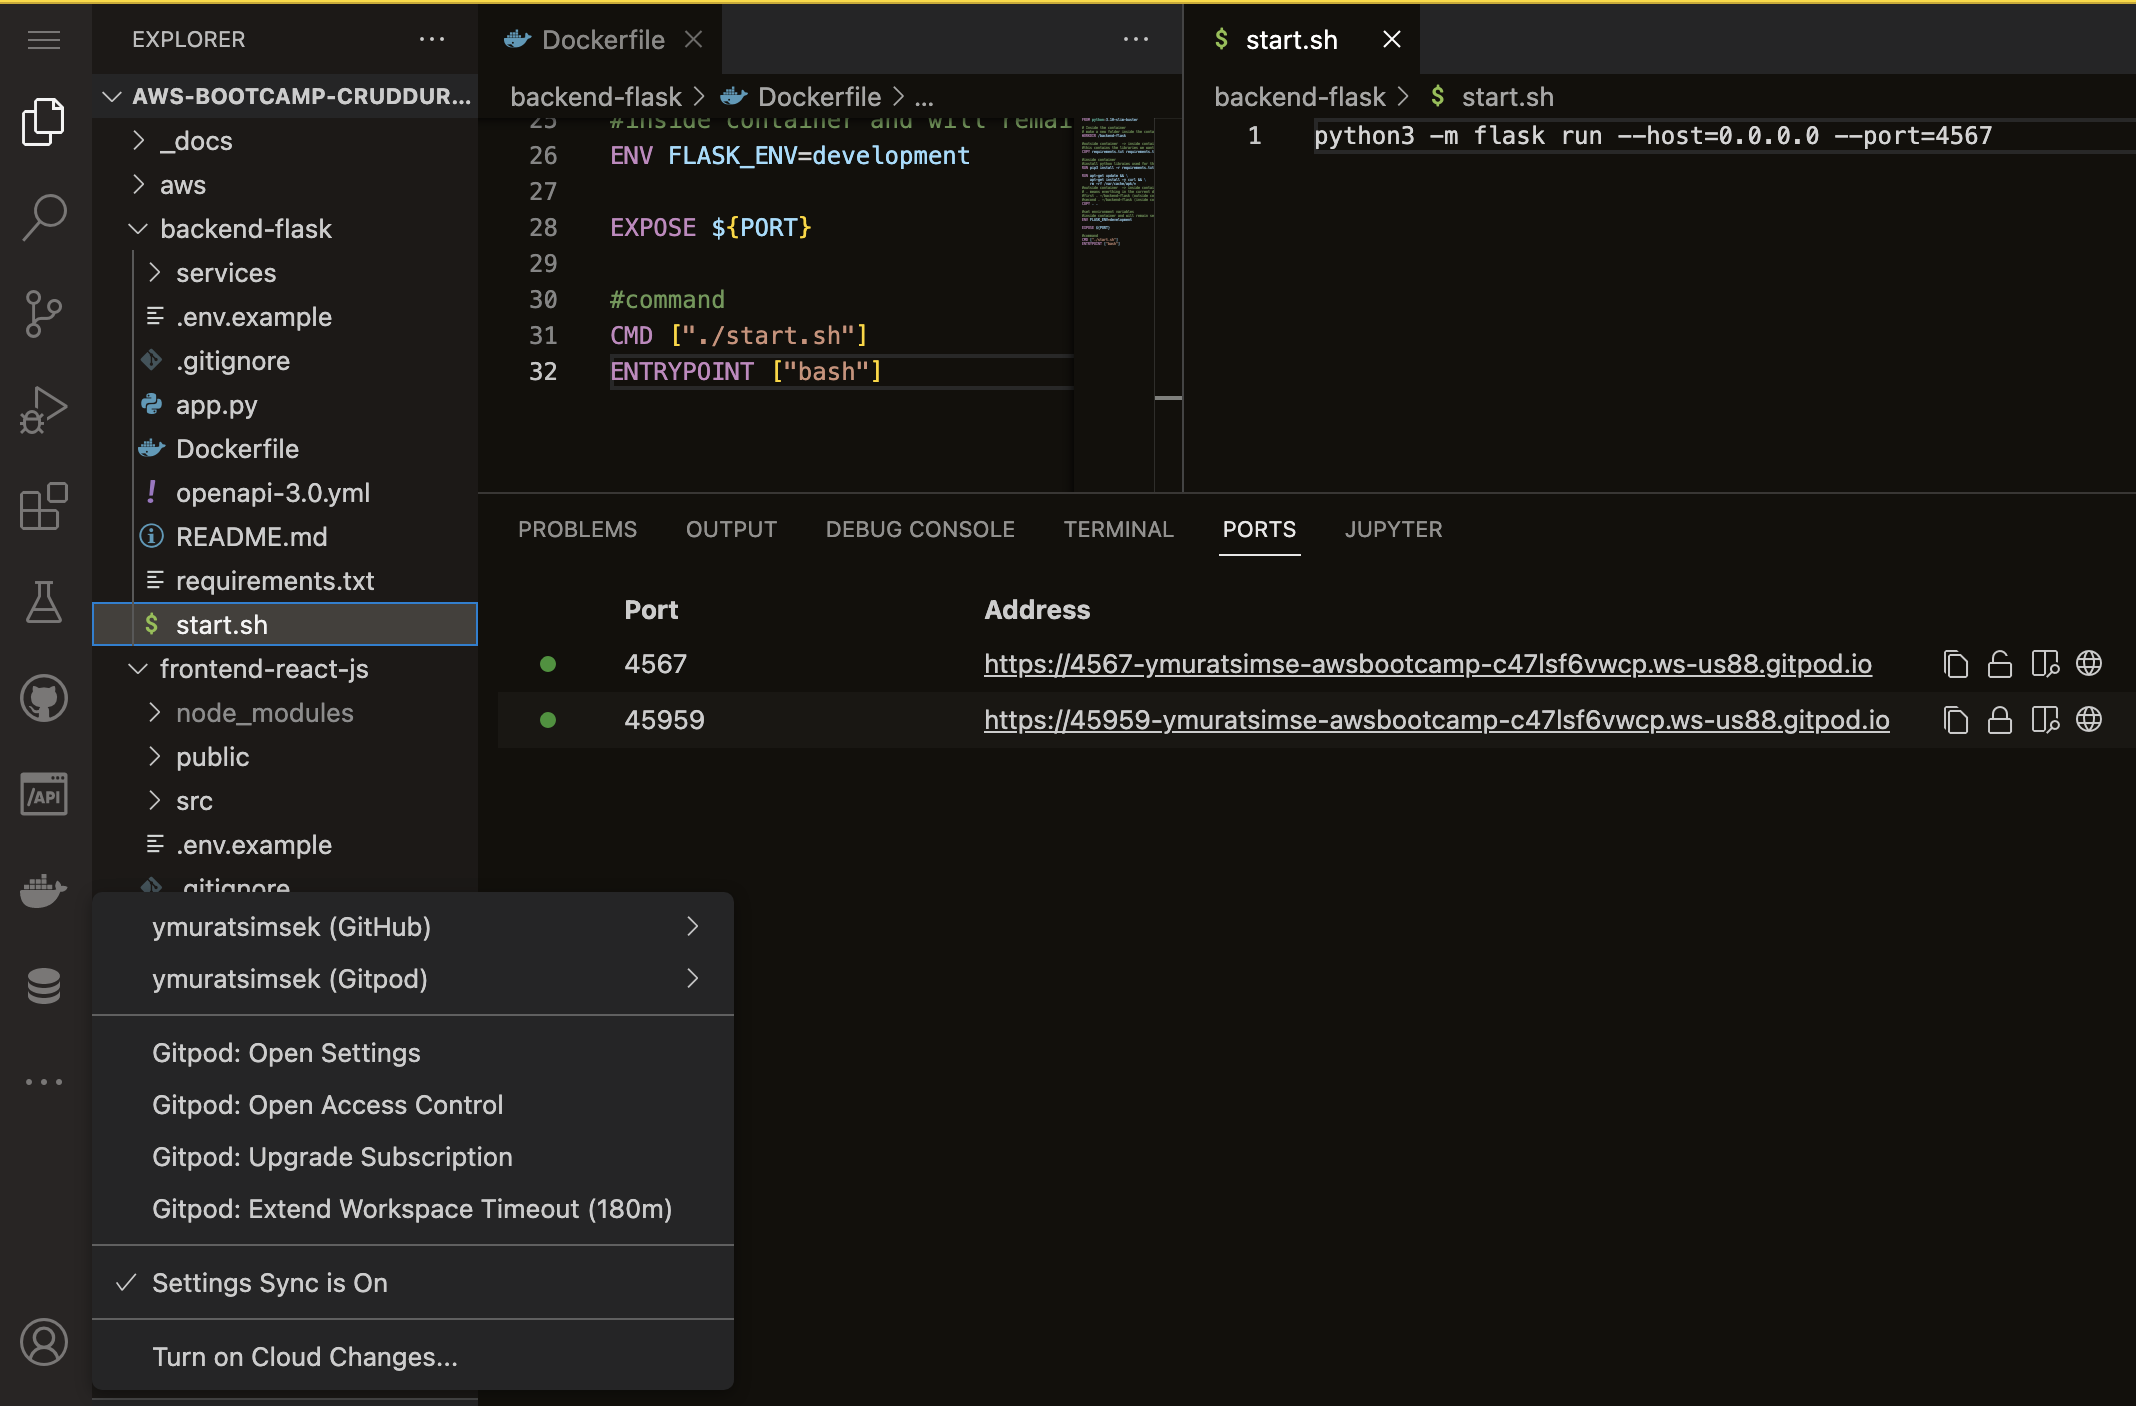 EXPLORER
AWS-BOOTCAMP-CRUDDUR...
_docs
aws
backend-flask
services
.env.example
.gitignore
app.py
Dockerfile
openapi-3.0.yml
README.md
requirements.txt
$ start.sh
frontend-react-js
node_modules
public
src
.env.example
.gitignore
/API
ymuratsimsek (GitHub)
ymuratsimsek (Gitpod)
Gitpod: Open Settings
Gitpod: Open Access Control
Gitpod: Upgrade Subscription
Gitpod: Extend Workspace Timeout (180m)
Settings Sync is On
Turn on Cloud Changes...
Dockerfile
backend-flask > Dockerfile > ...
25 #inside container and will remai
26 ENV FLASK_ENV=development
27
28 EXPOSE ${PORT}
29
30 #command
31 CMD ["./start.sh"]
32 ENTRYPOINT ["bash"]
$ start.sh
backend-flask > $ start.sh
1 python3 -m flask run --host=0.0.0.0 --port=4567
PROBLEMS OUTPUT DEBUG CONSOLE TERMINAL PORTS JUPYTER
Port Address
4567 https://4567-ymuratsimse-awsbootcamp-c47lsf6vwcp.ws-us88.gitpod.io
45959 https://45959-ymuratsimse-awsbootcamp-c47lsf6vwcp.ws-us88.gitpod.io